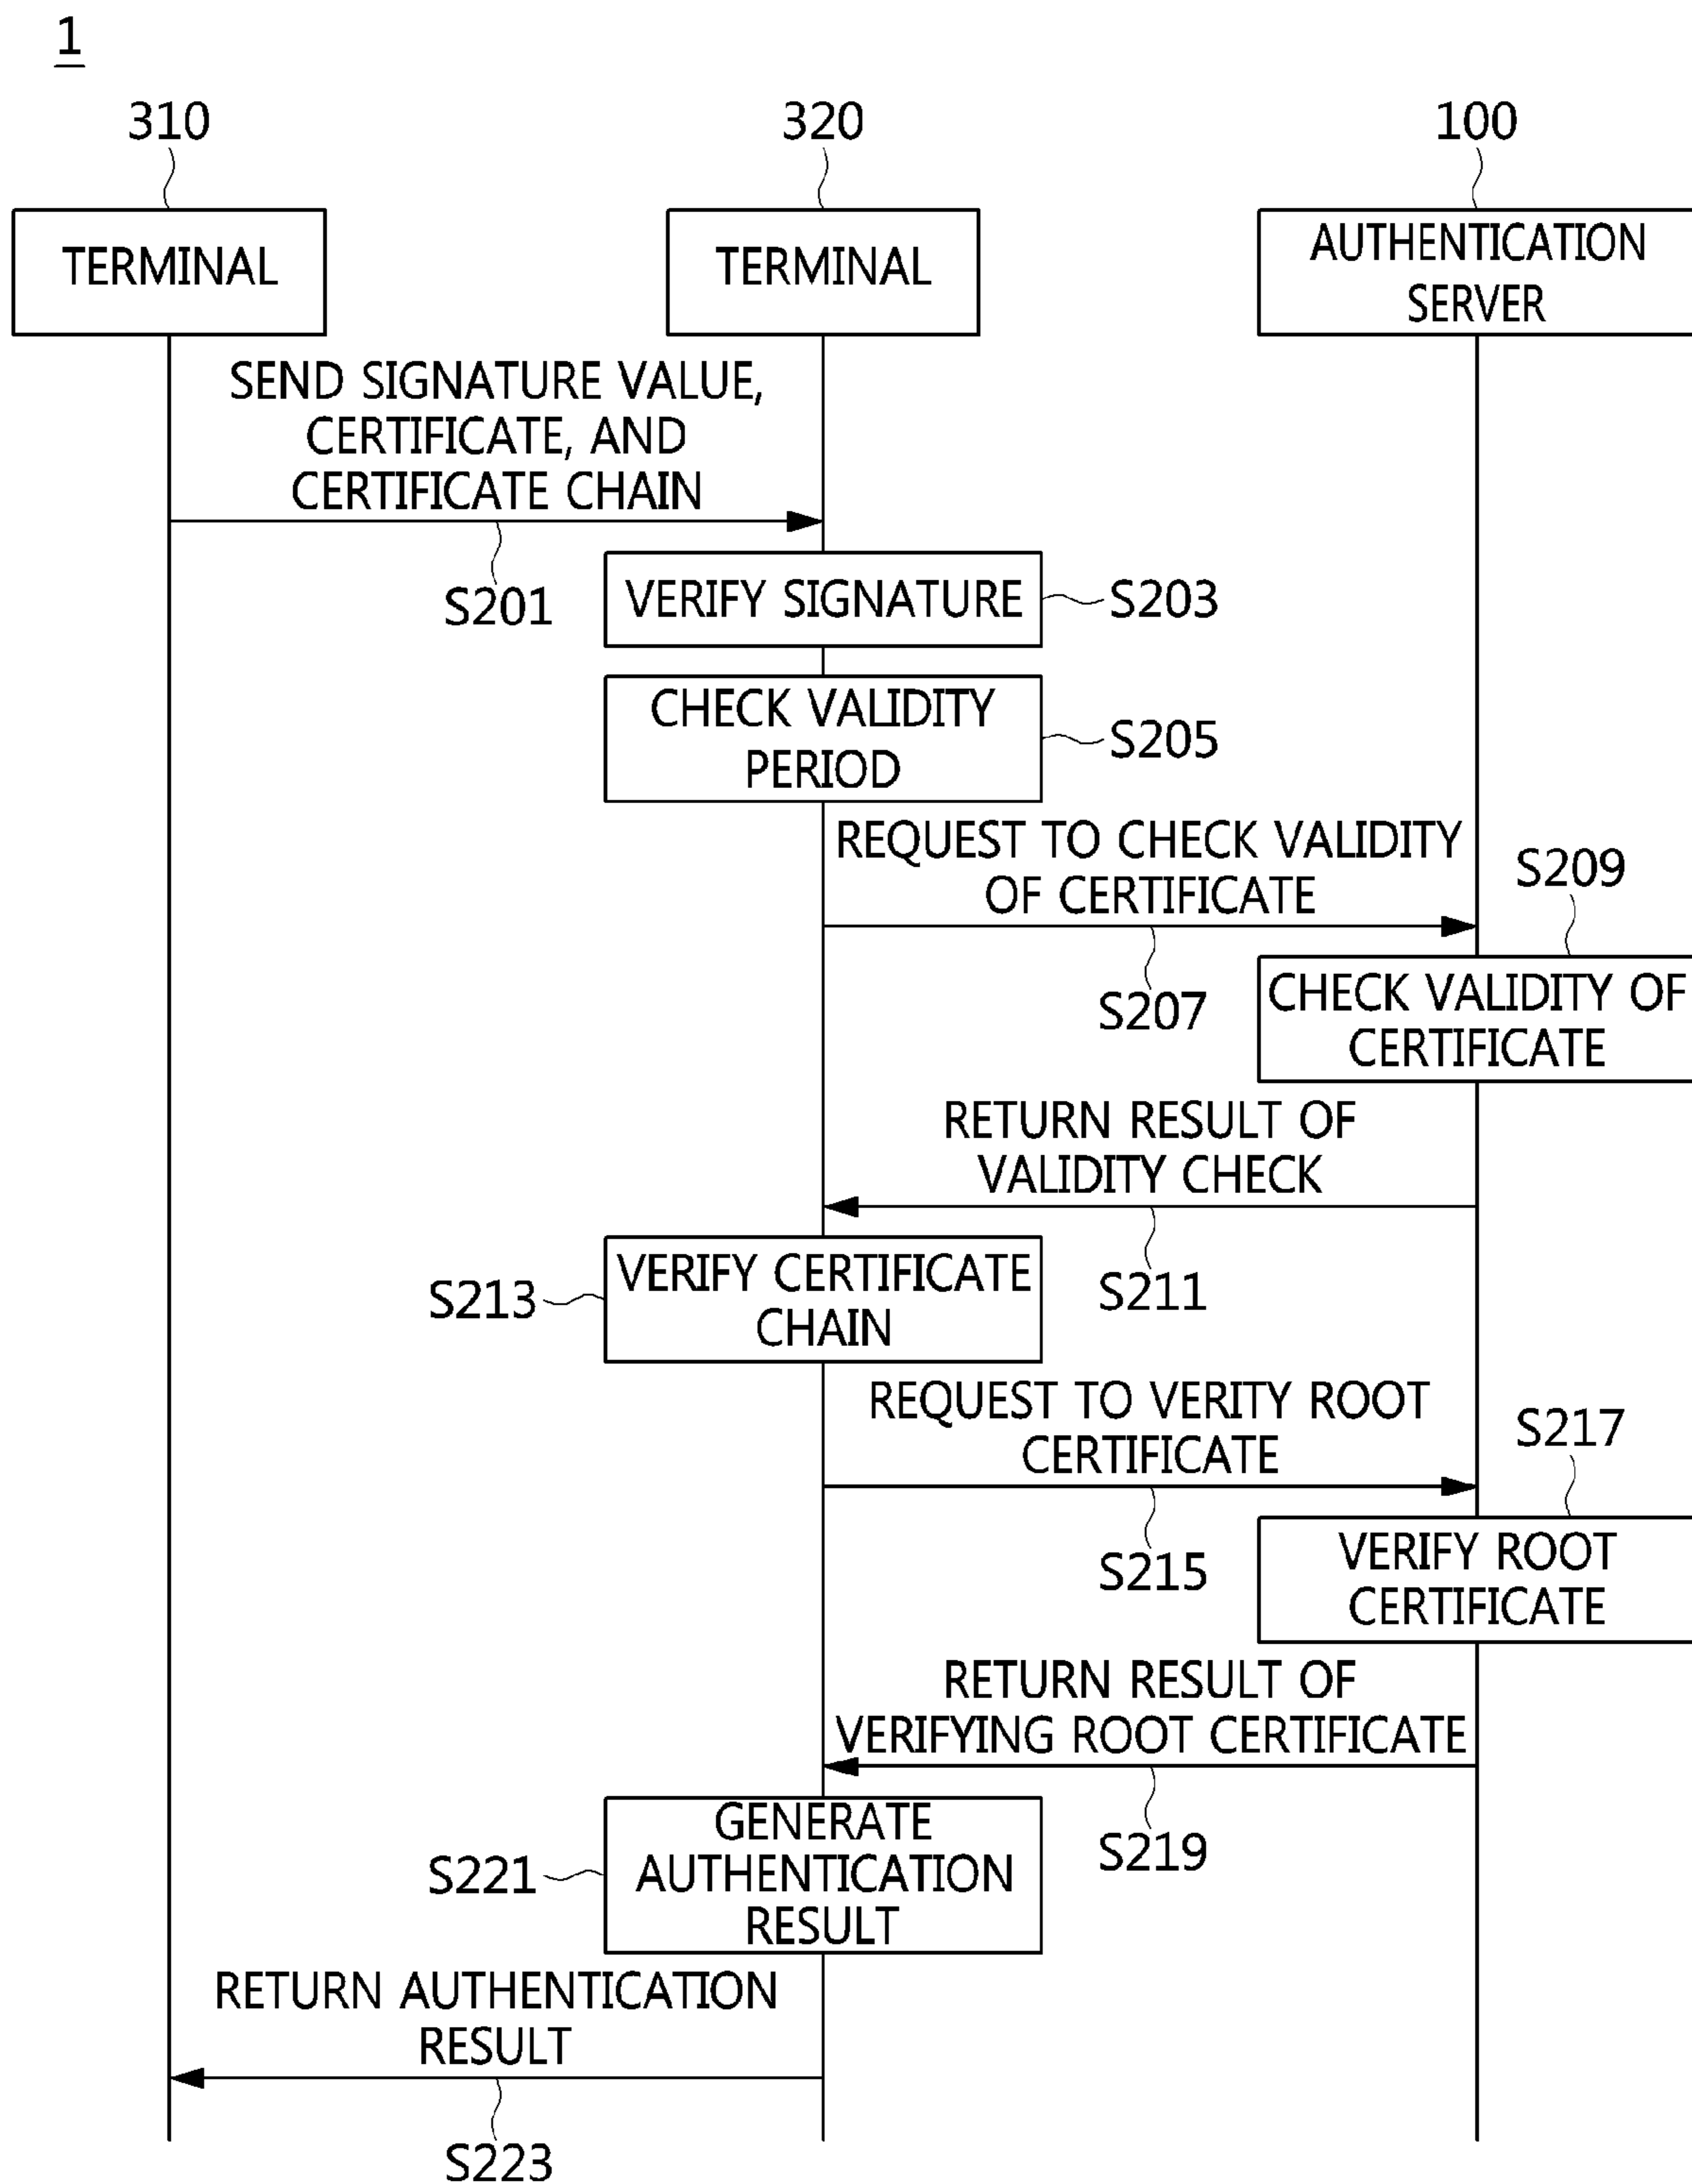 1
310
320
100
TERMINAL
TERMINAL
AUTHENTICATION
SERVER
SEND SIGNATURE VALUE,
CERTIFICATE, AND
CERTIFICATE CHAIN
S201
VERIFY SIGNATURE
S203
CHECK VALIDITY
PERIOD
S205
REQUEST TO CHECK VALIDITY
OF CERTIFICATE
S207
S209
CHECK VALIDITY OF
CERTIFICATE
RETURN RESULT OF
VALIDITY CHECK
S211
S213
VERIFY CERTIFICATE
CHAIN
REQUEST TO VERITY ROOT
CERTIFICATE
S215
S217
VERIFY ROOT
CERTIFICATE
RETURN RESULT OF
VERIFYING ROOT CERTIFICATE
S219
S221
GENERATE
AUTHENTICATION
RESULT
RETURN AUTHENTICATION
RESULT
S223